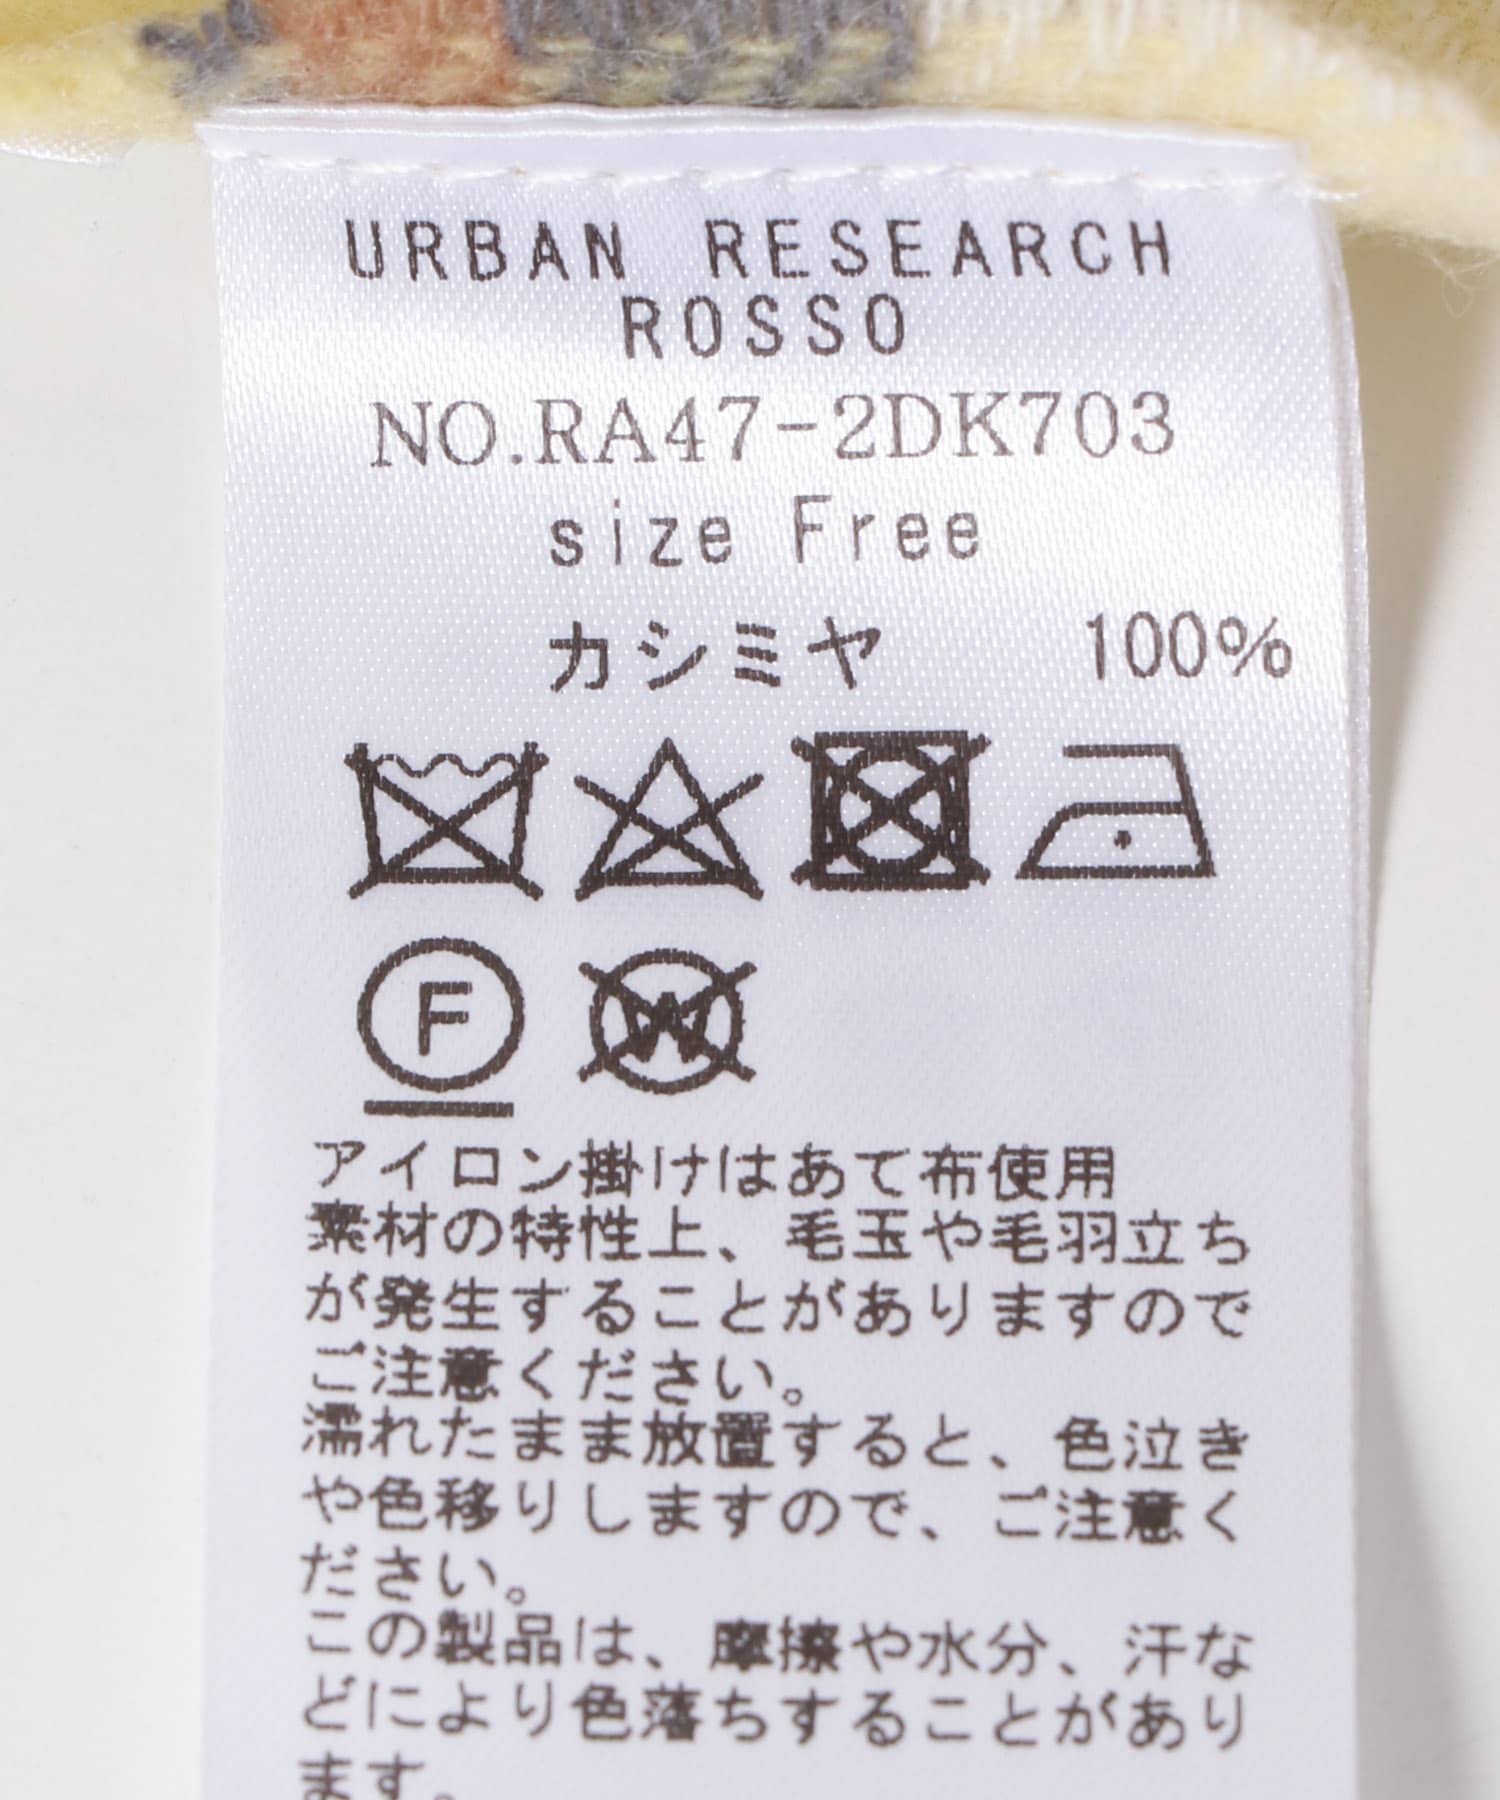 URBAN RESEARCH
ROSSO
NO.RA47-2DK703
size Free
カシミヤ 100%
F
W
アイロン掛けはあて布使用
素材の特性上、毛玉や毛羽立ち
が発生することがありますので
ご注意ください。
濡れたまま放置すると、色泣き
や色移りしますので、ご注意く
ださい。
この製品は、摩擦や水分、汗な
どにより色落ちすることがあり
ます。